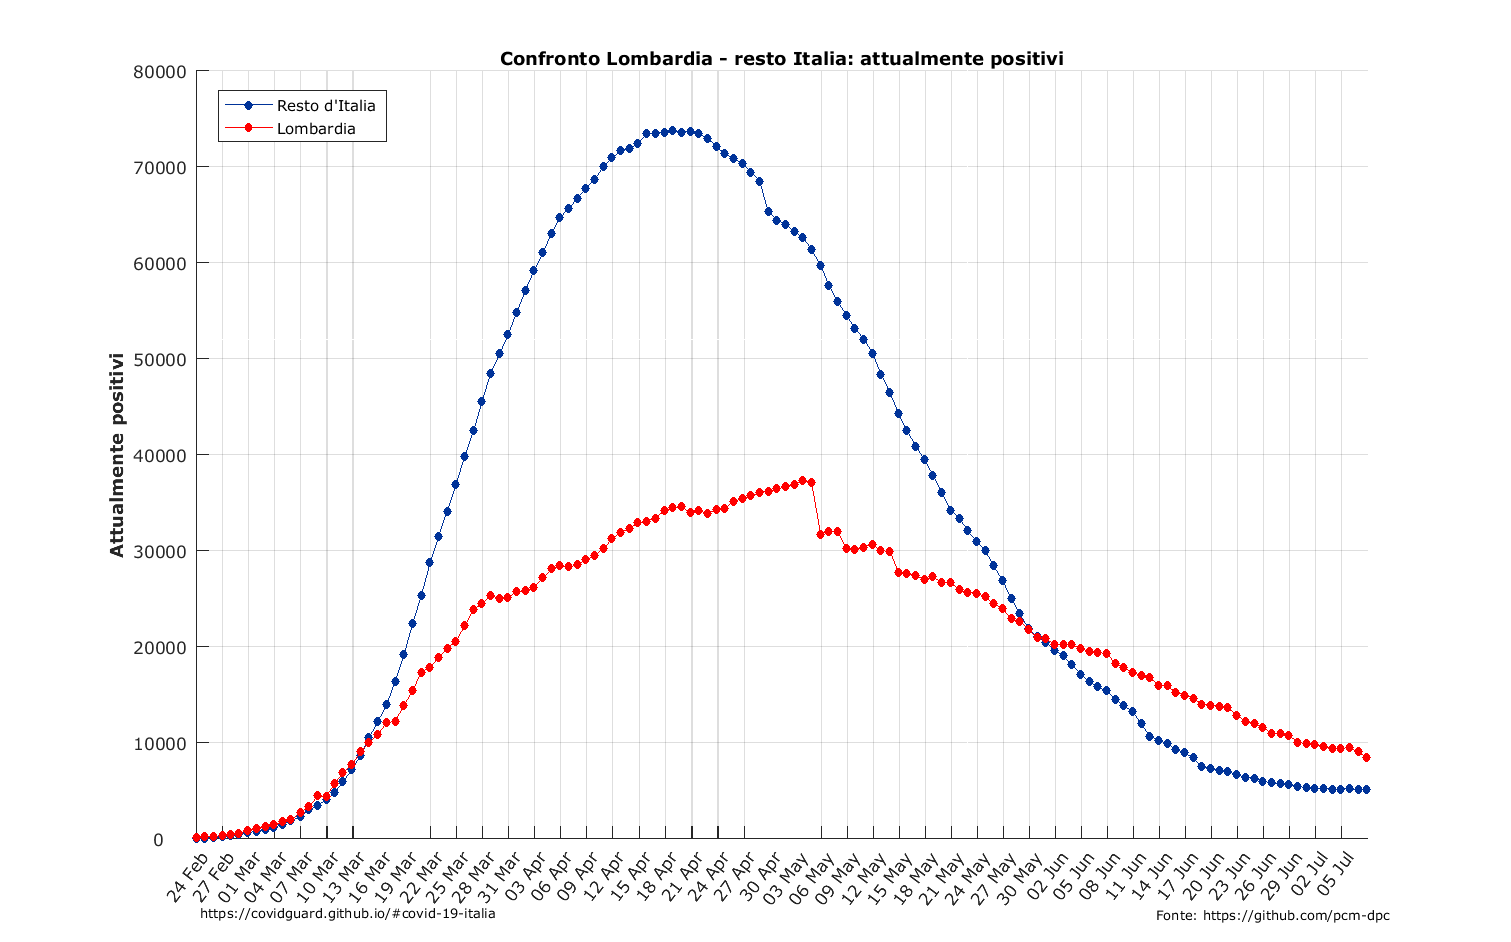 Confronto Lombardia - resto Italia: attualmente positivi
80000
70000
60000
50000
40000
30000
20000
10000
0
Attualmente positivi
Resto d'Italia
Lombardia
24 Feb
27 Feb
01 Mar
04 Mar
07 Mar
10 Mar
13 Mar
16 Mar
19 Mar
22 Mar
25 Mar
28 Mar
31 Mar
03 Apr
06 Apr
09 Apr
12 Apr
15 Apr
18 Apr
21 Apr
24 Apr
27 Apr
30 Apr
03 May
06 May
09 May
12 May
15 May
18 May
21 May
24 May
27 May
30 May
02 Jun
05 Jun
08 Jun
11 Jun
14 Jun
17 Jun
20 Jun
23 Jun
26 Jun
29 Jun
02 Jul
05 Jul
https://covidguard.github.io/#covid-19-italia
Fonte: https://github.com/pcm-dpc